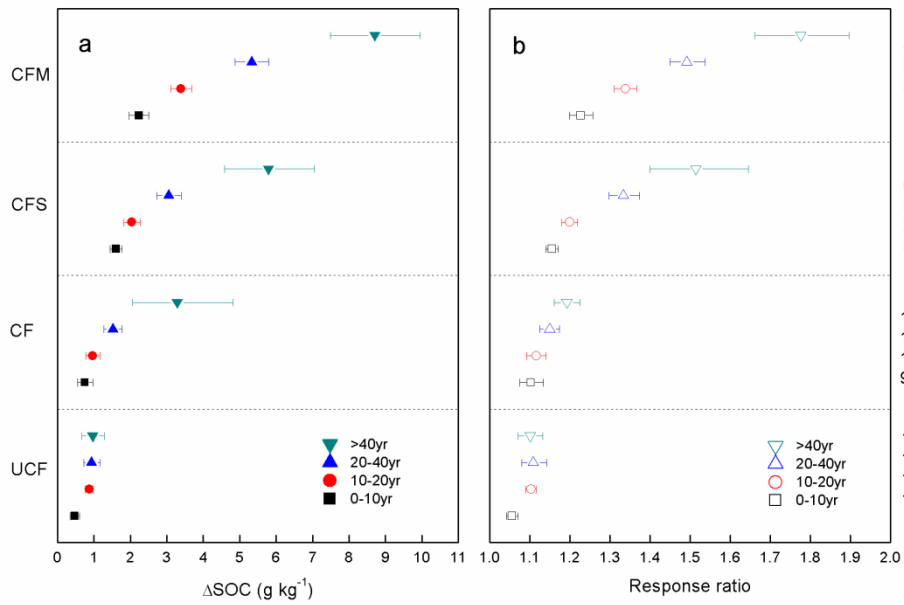 a
b
CFM
CFS
CF
UCF
>40yr
20-40yr
10-20yr
0-10yr
>40yr
20-40yr
10-20yr
0-10yr
0 1 2 3 4 5 6 7 8 9 10 11
1.0 1.1 1.2 1.3 1.4 1.5 1.6 1.7 1.8 1.9 2.0
ΔSOC (g kg⁻¹)
Response ratio